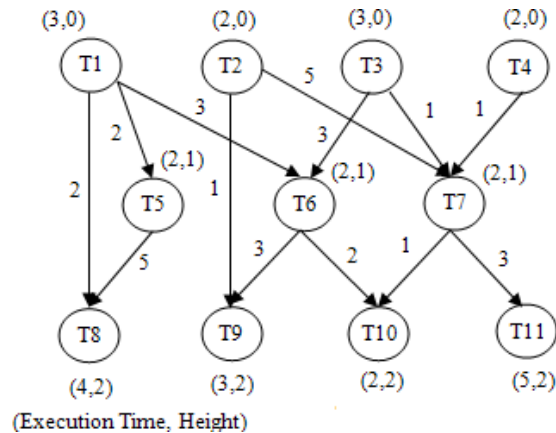 (3,0) (2,0) (3,0) (2,0)
T1 T2 T3 T4
5
3 1 1
2 3
(2,1) (2,1) (2,1)
2 1
T5 T6 T7
5 3 2 1 3
T8 T9 T10 T11
(4,2) (3,2) (2,2) (5,2)
(Execution Time, Height)